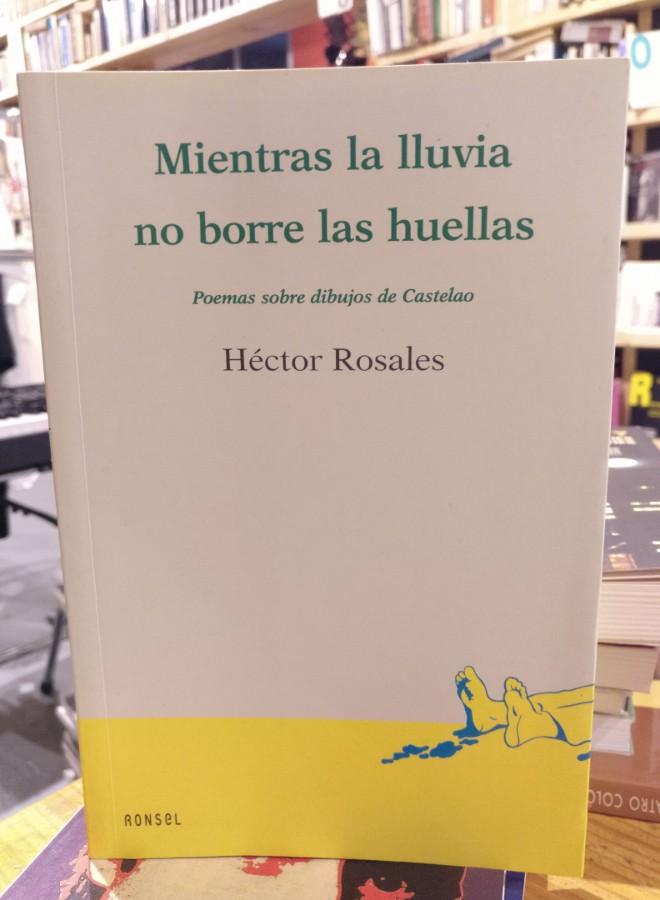 Mientras la lluvia
no borre las huellas
Poemas sobre dibujos de Castelao
Héctor Rosales
RONSeL